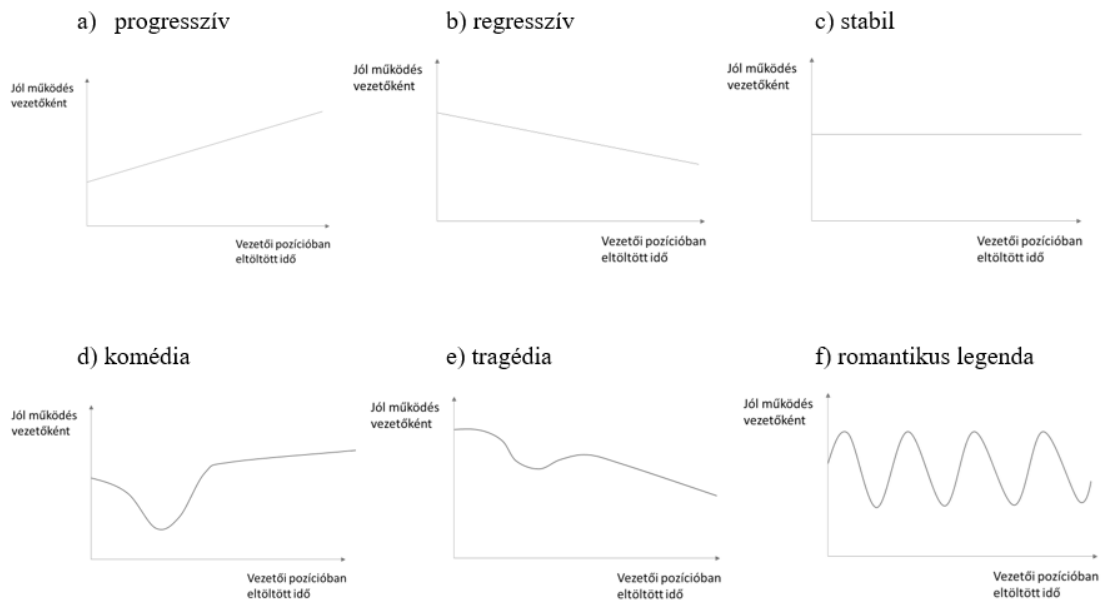 a) progresszív
b) regresszív
c) stabil
Jól működés
vezetőként
Vezetői pozícióban
eltöltött idő
Jól működés
vezetőként
Vezetői pozícióban
eltöltött idő
Jól működés
vezetőként
Vezetői pozícióban
eltöltött idő
d) komédia
e) tragédia
f) romantikus legenda
Jól működés
vezetőként
Vezetői pozícióban
eltöltött idő
Jól működés
vezetőként
Vezetői pozícióban
eltöltött idő
Jól működés
vezetőként
Vezetői pozícióban
eltöltött idő